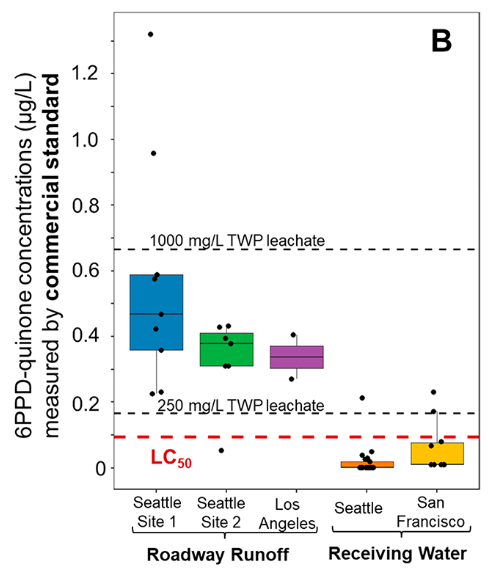 B
6PPD-quinone concentrations (µg/L)
measured by commercial standard
1.2
1.0
0.8
0.6
0.4
0.2
0
1000 mg/L TWP leachate
250 mg/L TWP leachate
LC50
Seattle
Site 1
Seattle
Site 2
Los
Angeles
Seattle
San
Francisco
Roadway Runoff
Receiving Water